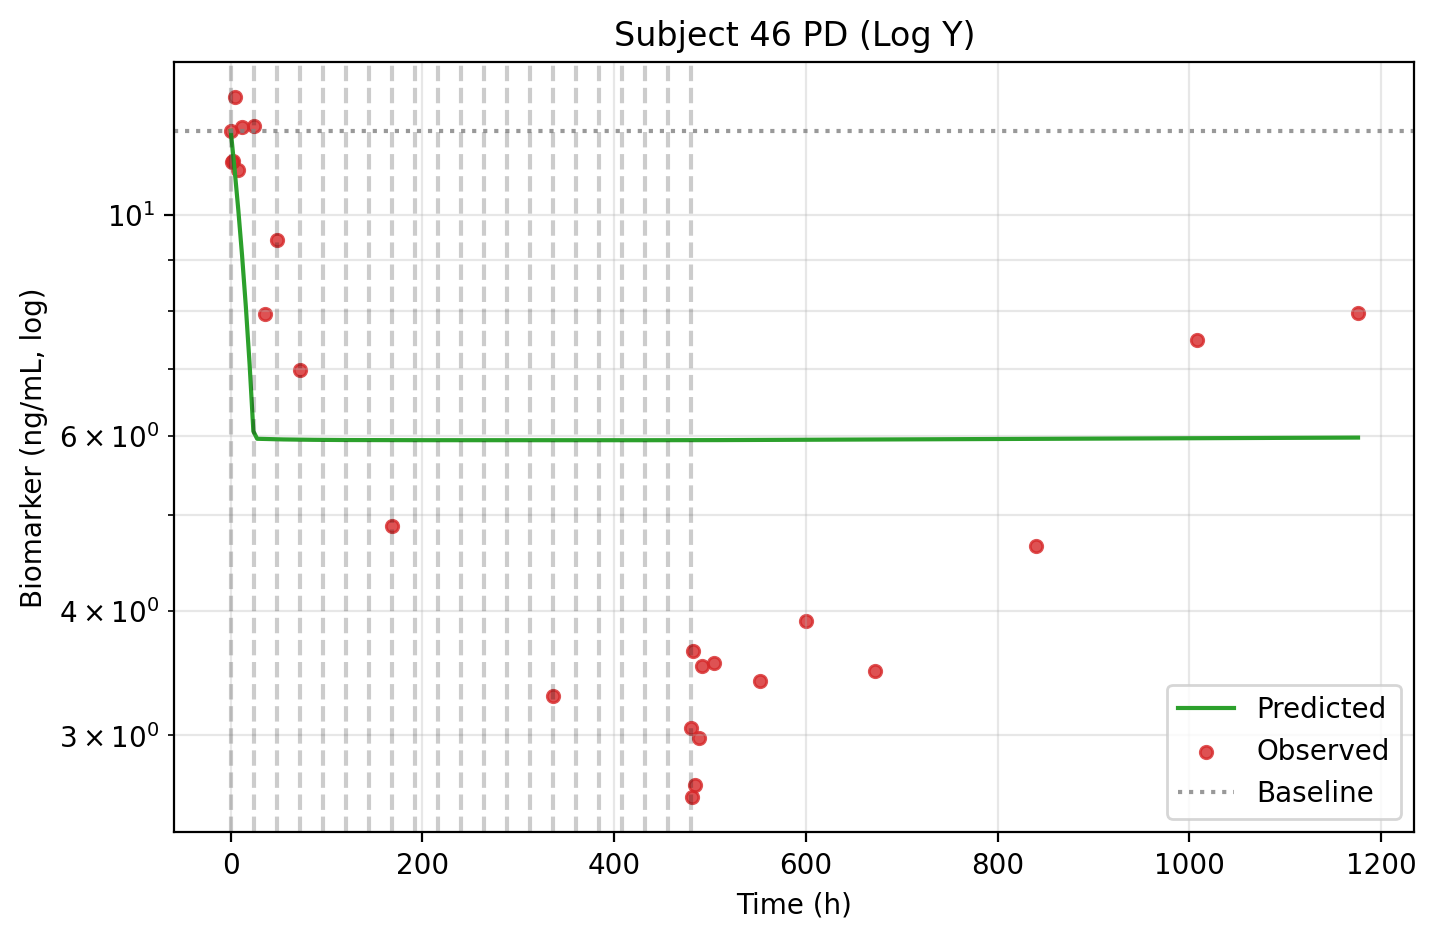 Subject 46 PD (Log Y)
Biomarker (ng/mL, log)
10¹
6 × 10⁰
4 × 10⁰
3 × 10⁰
Predicted
Observed
Baseline
0 200 400 600 800 1000 1200
Time (h)